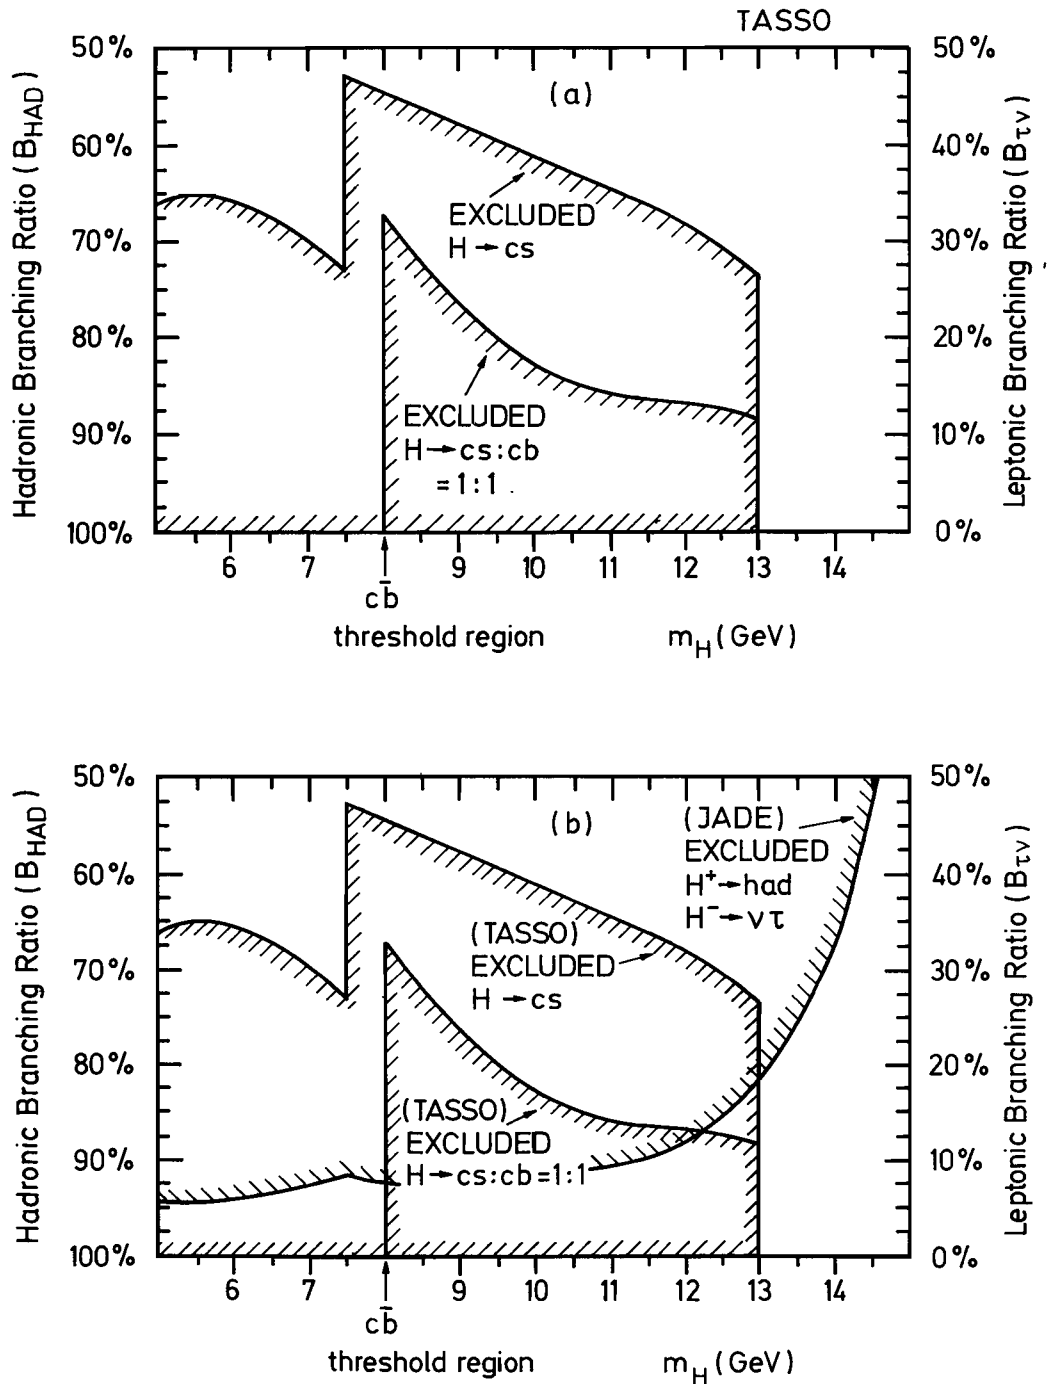 TASSO
50%
60%
70%
80%
90%
100%
Hadronic Branching Ratio (B_HAD)
50%
40%
30%
20%
10%
0%
Leptonic Branching Ratio (B_τν)
(a)
EXCLUDED
H → cs
EXCLUDED
H → cs:cb
= 1:1
6 7 9 10 11 12 13 14
cb̄
threshold region m_H (GeV)
50%
60%
70%
80%
90%
100%
Hadronic Branching Ratio (B_HAD)
50%
40%
30%
20%
10%
0%
Leptonic Branching Ratio (B_τν)
(b)
(JADE)
EXCLUDED
H⁺ → had
H⁻ → ντ
(TASSO)
EXCLUDED
H → cs
(TASSO)
EXCLUDED
H → cs:cb=1:1
6 7 9 10 11 12 13 14
cb̄
threshold region m_H (GeV)